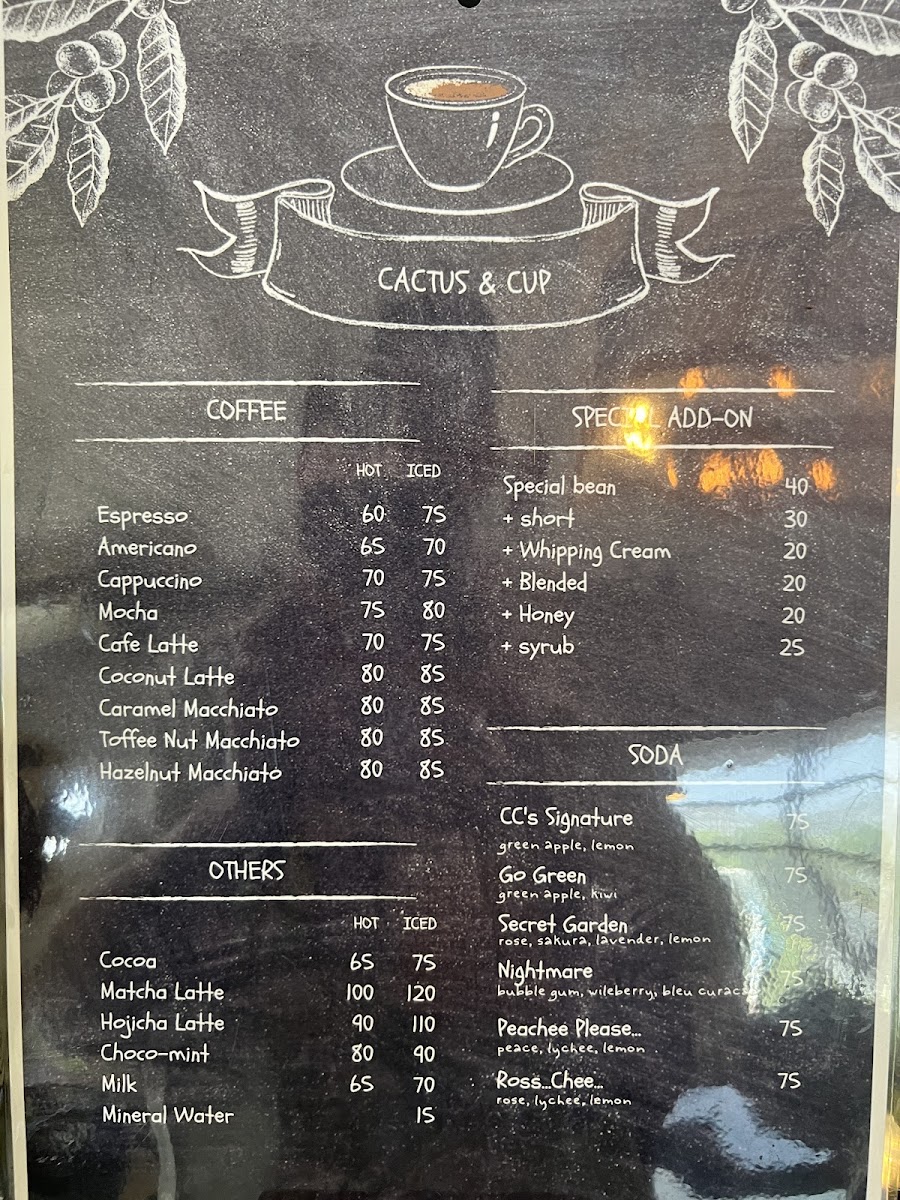 CACTUS & CUP
COFFEE
HOT ICED
Espresso 60 75
Americano 65 70
Cappuccino 70 75
Mocha 75 80
Cafe Latte 70 75
Coconut Latte 80 85
Caramel Macchiato 80 85
Toffee Nut Macchiato 80 85
Hazelnut Macchiato 80 85
OTHERS
HOT ICED
Cocoa 65 75
Matcha Latte 100 120
Hojicha Latte 90 110
Choco-mint 80 90
Milk 65 70
Mineral Water 15
SPECIAL ADD-ON
Special bean 40
+ short 30
+ Whipping Cream 20
+ Blended 20
+ Honey 20
+ syrub 25
SODA
CC's Signature 75
green apple, lemon
Go Green 75
green apple, kiwi
Secret Garden 75
rose, sakura, lavender, lemon
Nightmare 75
bubble gum, wileberry, bleu
Peachee Please... 75
peace, lychee, lemon
Ross...Chee... 75
rose, lychee, lemon